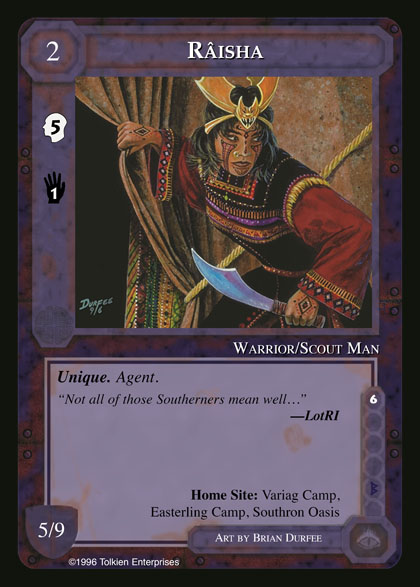 2
RÂISHA
5
1
DURFEE
9/6
WARRIOR/SCOUT MAN
Unique. Agent.
“Not all of those Southerners mean well…”
—LotRI
6
Home Site: Variag Camp,
Easterling Camp, Southron Oasis
5/9
ART BY BRIAN DURFEE
©1996 Tolkien Enterprises